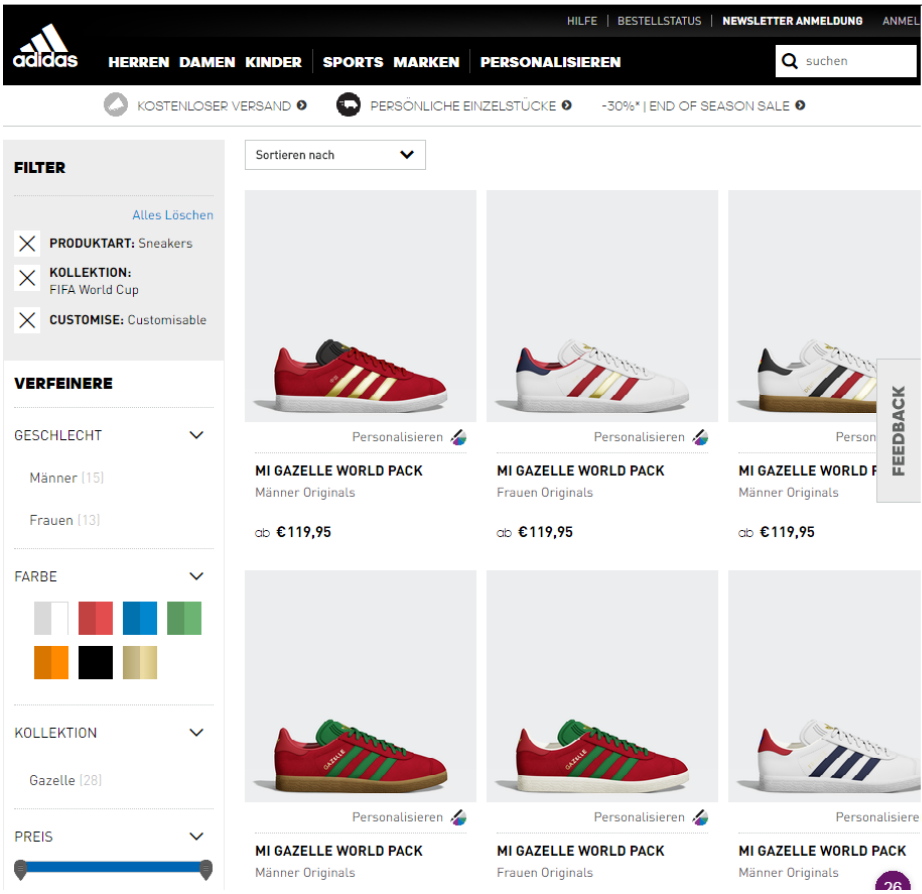 HILFE | BESTELLSTATUS | NEWSLETTER ANMELDUNG ANMEL
adidas
HERREN DAMEN KINDER SPORTS MARKEN PERSONALISIEREN
suchen
KOSTENLOSER VERSAND PERSÖNLICHE EINZELSTÜCKE -30%* | END OF SEASON SALE
FILTER
Alles Löschen
PRODUKTART: Sneakers
KOLLEKTION:
FIFA World Cup
CUSTOMISE: Customisable
VERFEINERE
GESCHLECHT
Männer (15)
Frauen (13)
FARBE
KOLLEKTION
Gazelle (28)
PREIS
Sortieren nach
Personalisieren Personalisieren Person
MI GAZELLE WORLD PACK MI GAZELLE WORLD PACK MI GAZELLE WORLD P
Männer Originals Frauen Originals Männer Originals
ab €119,95 ab €119,95 ab €119,95
FEEDBACK
GAZELLE GAZELLE
Personalisieren Personalisieren Personalisiere
MI GAZELLE WORLD PACK MI GAZELLE WORLD PACK MI GAZELLE WORLD PACK
Männer Originals Frauen Originals Männer Originals
26